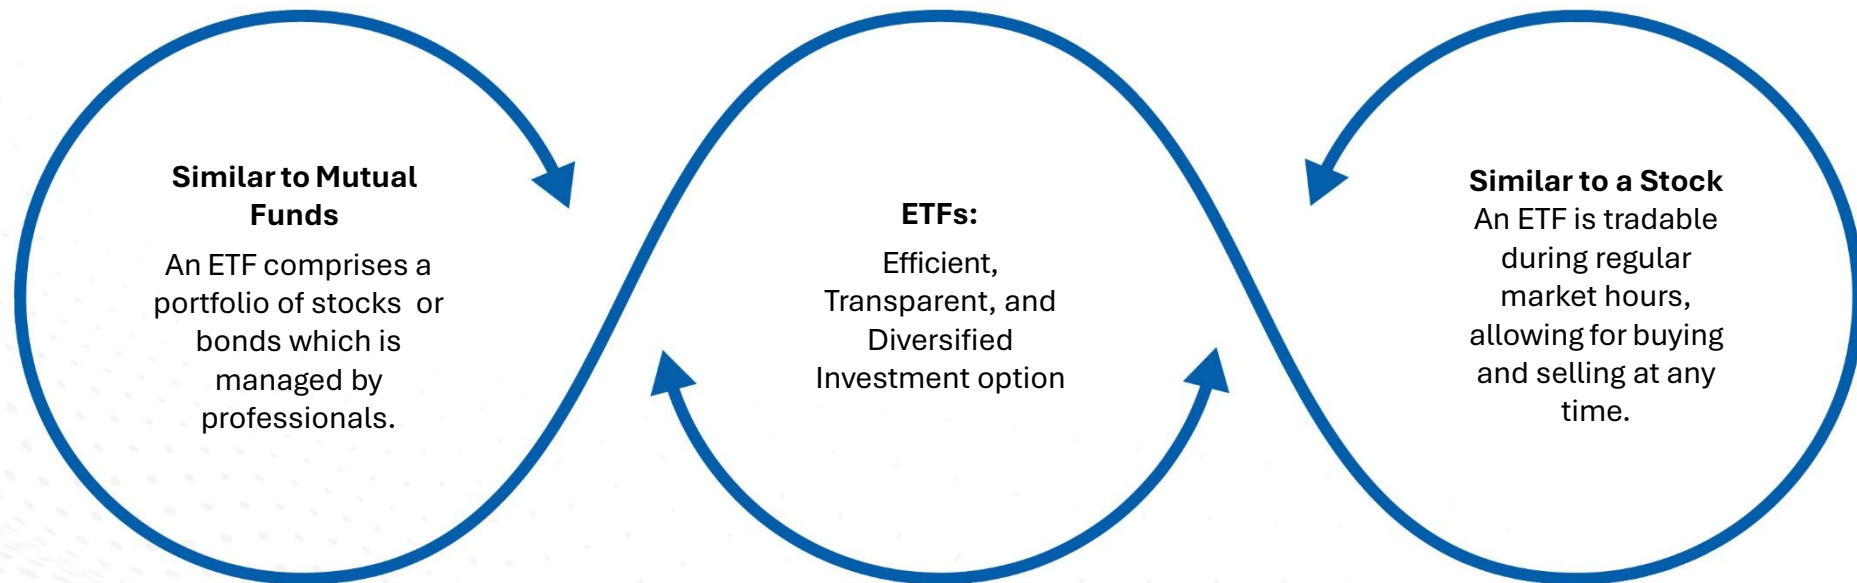 Similar to Mutual
Funds
An ETF comprises a
portfolio of stocks or
bonds which is
managed by
professionals.
ETFs:
Efficient,
Transparent, and
Diversified
Investment option
Similar to a Stock
An ETF is tradable
during regular
market hours,
allowing for buying
and selling at any
time.